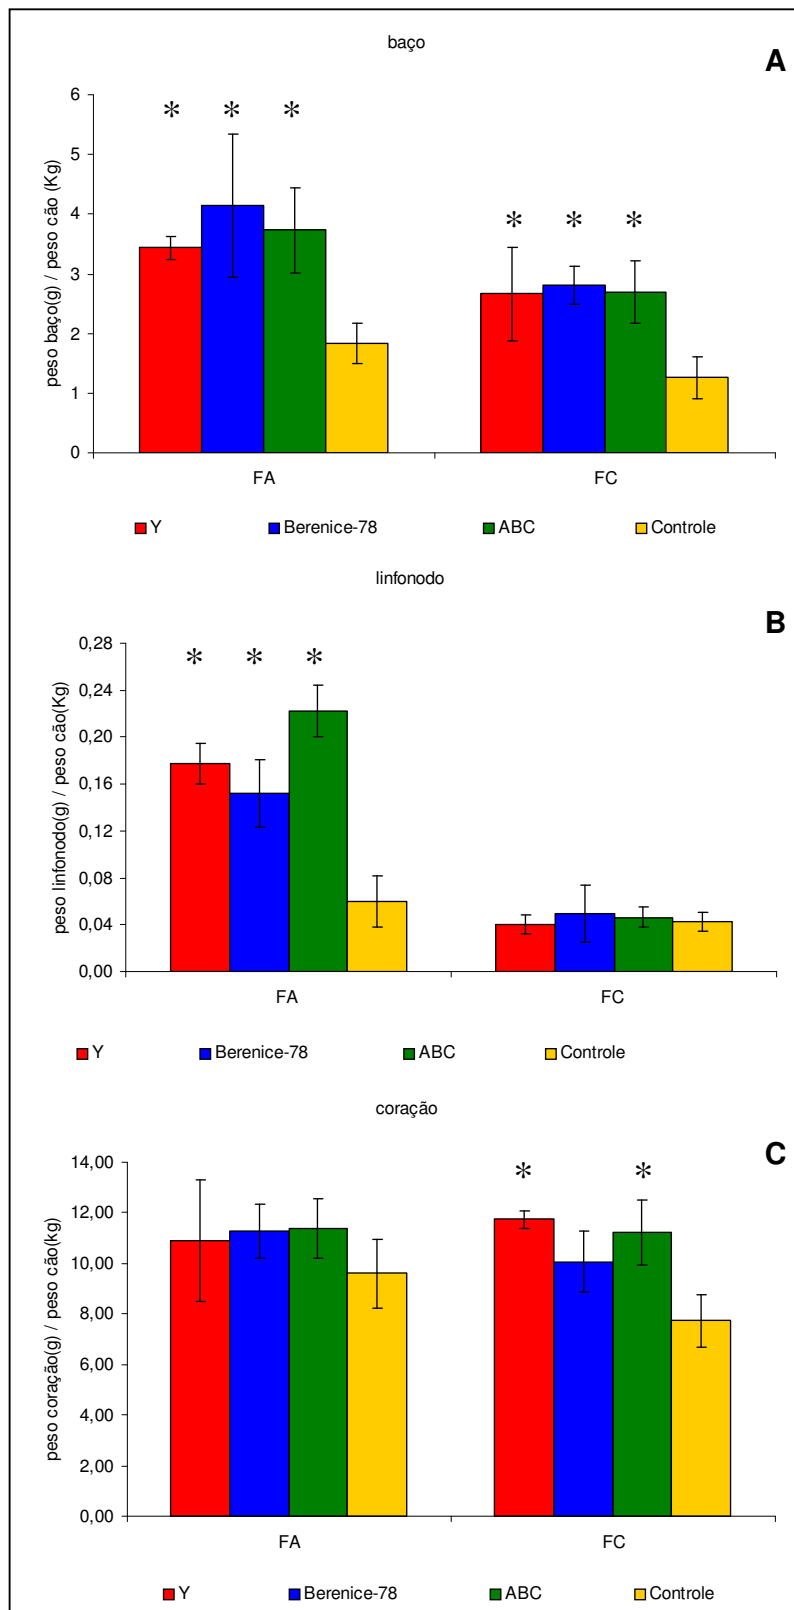 baço
A
peso baço(g) / peso cão (Kg)
6
5
4
3
2
1
0
* * *
* * *
FA FC
Y Berenice-78 ABC Controle
linfonodo
B
peso linfonodo(g) / peso cão(Kg)
0,28
0,24
0,20
0,16
0,12
0,08
0,04
0,00
* * *
FA FC
Y Berenice-78 ABC Controle
coração
C
peso coração(g) / peso cão(kg)
14,00
12,00
10,00
8,00
6,00
4,00
2,00
0,00
* *
FA FC
Y Berenice-78 ABC Controle